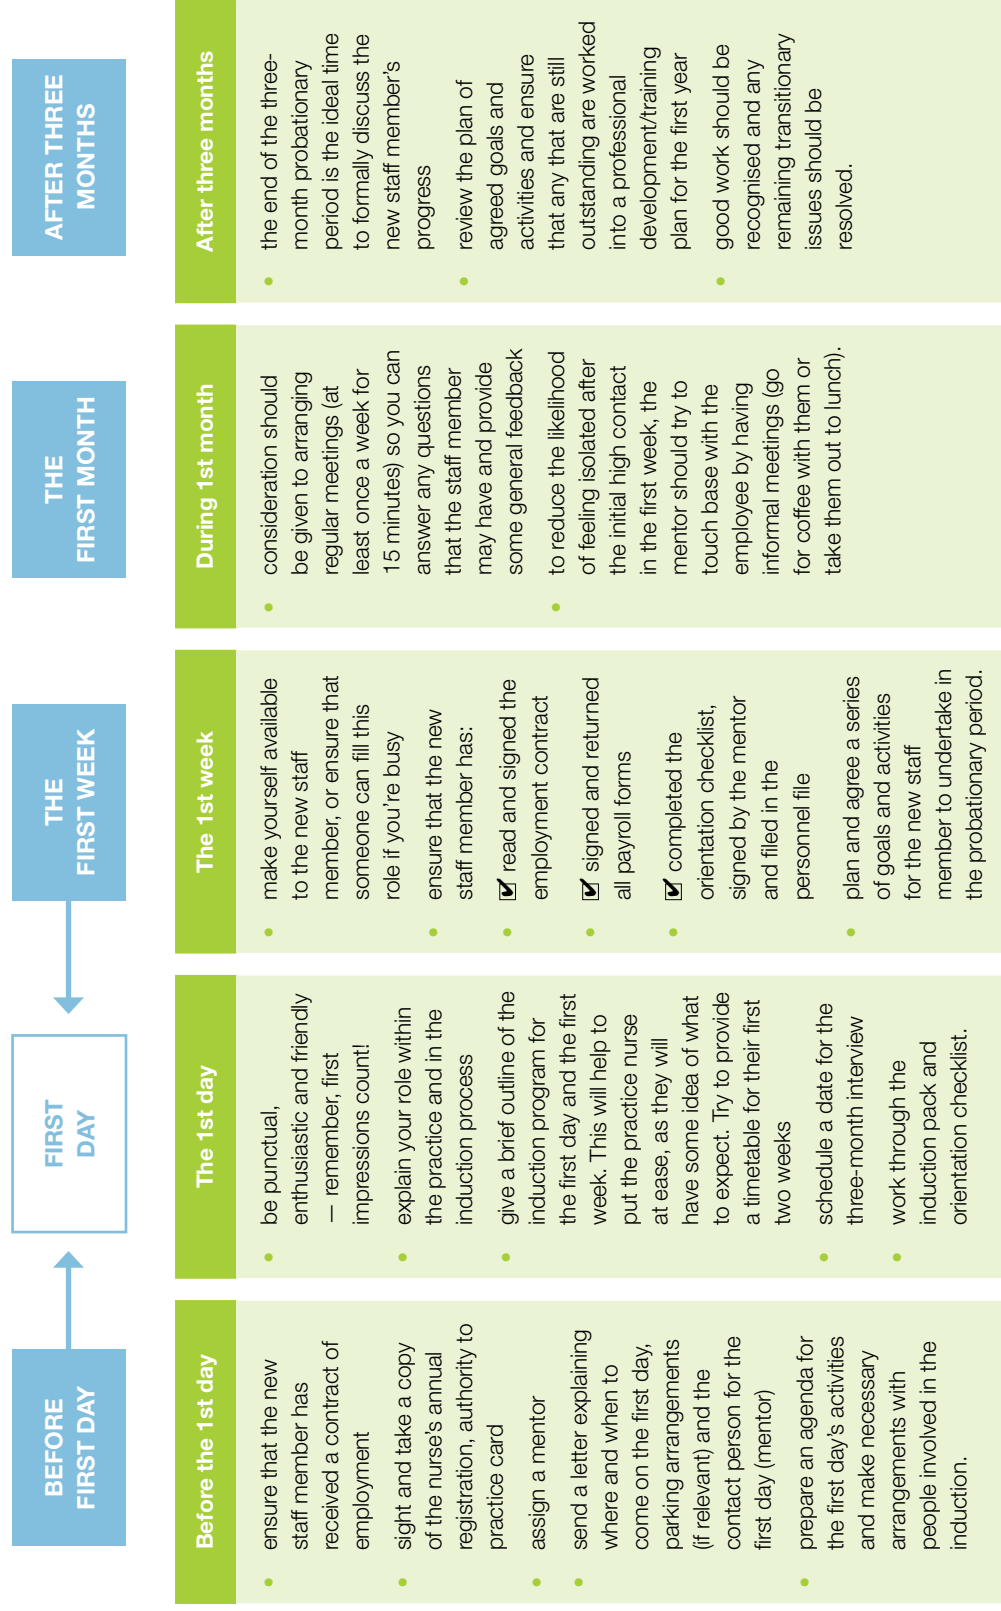 BEFORE
FIRST DAY
FIRST
DAY
THE
FIRST WEEK
THE
FIRST MONTH
AFTER THREE
MONTHS
Before the 1st day
• ensure that the new
staff member has
received a contract of
employment
• sight and take a copy
of the nurse's annual
registration, authority to
practice card
• assign a mentor
• send a letter explaining
where and when to
come on the first day,
parking arrangements
(if relevant) and the
contact person for the
first day (mentor)
• prepare an agenda for
the first day's activities
and make necessary
arrangements with
people involved in the
induction.
The 1st day
• be punctual,
enthusiastic and friendly
— remember, first
impressions count!
• explain your role within
the practice and in the
induction process
• give a brief outline of the
induction program for
the first day and the first
week. This will help to
put the practice nurse
at ease, as they will
have some idea of what
to expect. Try to provide
a timetable for their first
two weeks
• schedule a date for the
three-month interview
• work through the
induction pack and
orientation checklist.
The 1st week
• make yourself available
to the new staff
member, or ensure that
someone can fill this
role if you're busy
• ensure that the new
staff member has:
• ☑ read and signed the
employment contract
• ☑ signed and returned
all payroll forms
• ☑ completed the
orientation checklist,
signed by the mentor
and filed in the
personnel file
• plan and agree a series
of goals and activities
for the new staff
member to undertake in
the probationary period.
During 1st month
• consideration should
be given to arranging
regular meetings (at
least once a week for
15 minutes) so you can
answer any questions
that the staff member
may have and provide
some general feedback
• to reduce the likelihood
of feeling isolated after
the initial high contact
in the first week, the
mentor should try to
touch base with the
employee by having
informal meetings (go
for coffee with them or
take them out to lunch).
After three months
• the end of the three-
month probationary
period is the ideal time
to formally discuss the
new staff member's
progress
• review the plan of
agreed goals and
activities and ensure
that any that are still
outstanding are worked
into a professional
development/training
plan for the first year
• good work should be
recognised and any
remaining transitionary
issues should be
resolved.